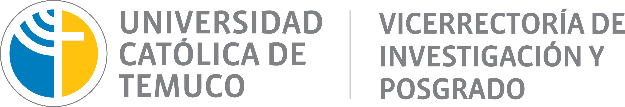 UNIVERSIDAD
CATÓLICA DE
TEMUCO
VICERRECTORÍA DE
INVESTIGACIÓN Y
POSGRADO